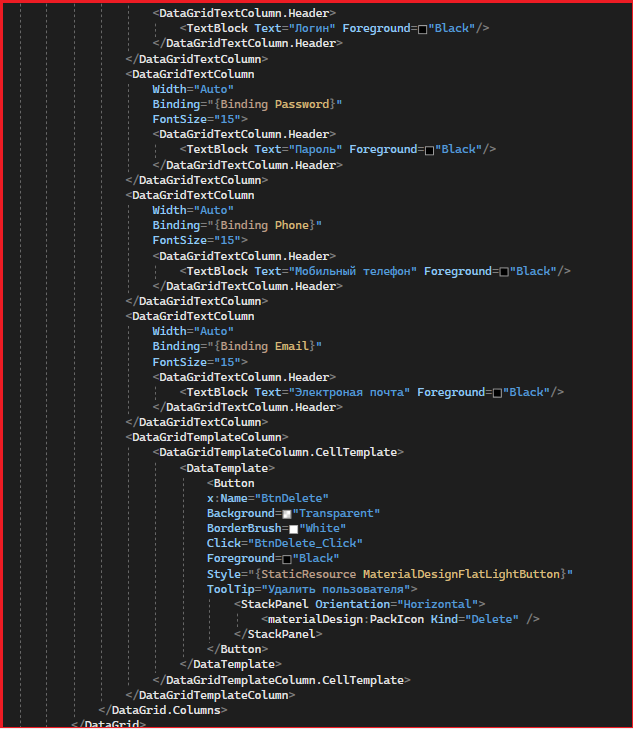 <DataGridTextColumn.Header>
<TextBlock Text="Логин" Foreground="Black"/>
</DataGridTextColumn.Header>
</DataGridTextColumn>
<DataGridTextColumn
Width="Auto"
Binding="{Binding Password}"
FontSize="15">
<DataGridTextColumn.Header>
<TextBlock Text="Пароль" Foreground="Black"/>
</DataGridTextColumn.Header>
</DataGridTextColumn>
<DataGridTextColumn
Width="Auto"
Binding="{Binding Phone}"
FontSize="15">
<DataGridTextColumn.Header>
<TextBlock Text="Мобильный телефон" Foreground="Black"/>
</DataGridTextColumn.Header>
</DataGridTextColumn>
<DataGridTextColumn
Width="Auto"
Binding="{Binding Email}"
FontSize="15">
<DataGridTextColumn.Header>
<TextBlock Text="Электроная почта" Foreground="Black"/>
</DataGridTextColumn.Header>
</DataGridTextColumn>
<DataGridTemplateColumn>
<DataGridTemplateColumn.CellTemplate>
<DataTemplate>
<Button
x:Name="BtnDelete"
Background="Transparent"
BorderBrush="White"
Click="BtnDelete_Click"
Foreground="Black"
Style="{StaticResource MaterialDesignFlatLightButton}"
ToolTip="Удалить пользователя">
<StackPanel Orientation="Horizontal">
<materialDesign:PackIcon Kind="Delete" />
</StackPanel>
</Button>
</DataTemplate>
</DataGridTemplateColumn.CellTemplate>
</DataGridTemplateColumn>
</DataGrid.Columns>
</DataGrid>